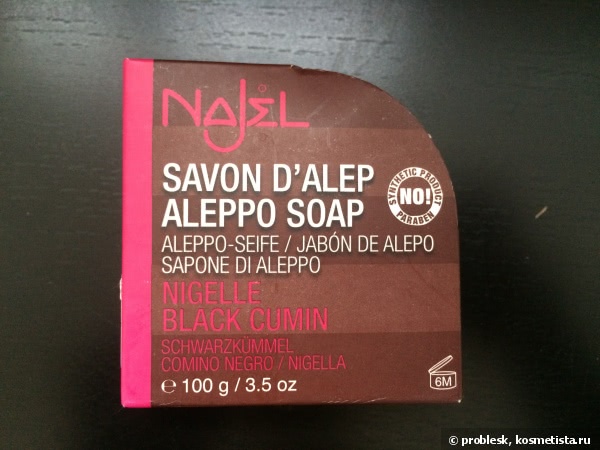 NAJEL
SAVON D'ALEP
ALEPPO SOAP
ALEPPO-SEIFE / JABÓN DE ALEPO
SAPONE DI ALEPPO
NIGELLE
BLACK CUMIN
SCHWARZKÜMMEL
COMINO NEGRO / NIGELLA
℮ 100 g / 3.5 oz
SYNTHETIC PRODUCT
NO!
PARABEN
6M
© problesk, kosmetista.ru